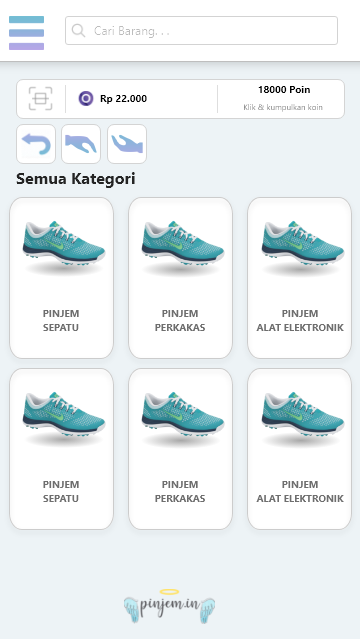 Cari Barang. . .
Rp 22.000
18000 Poin
Klik & kumpulkan koin
Semua Kategori
PINJEM
SEPATU
PINJEM
PERKAKAS
PINJEM
ALAT ELEKTRONIK
PINJEM
SEPATU
PINJEM
PERKAKAS
PINJEM
ALAT ELEKTRONIK
pinjem.in